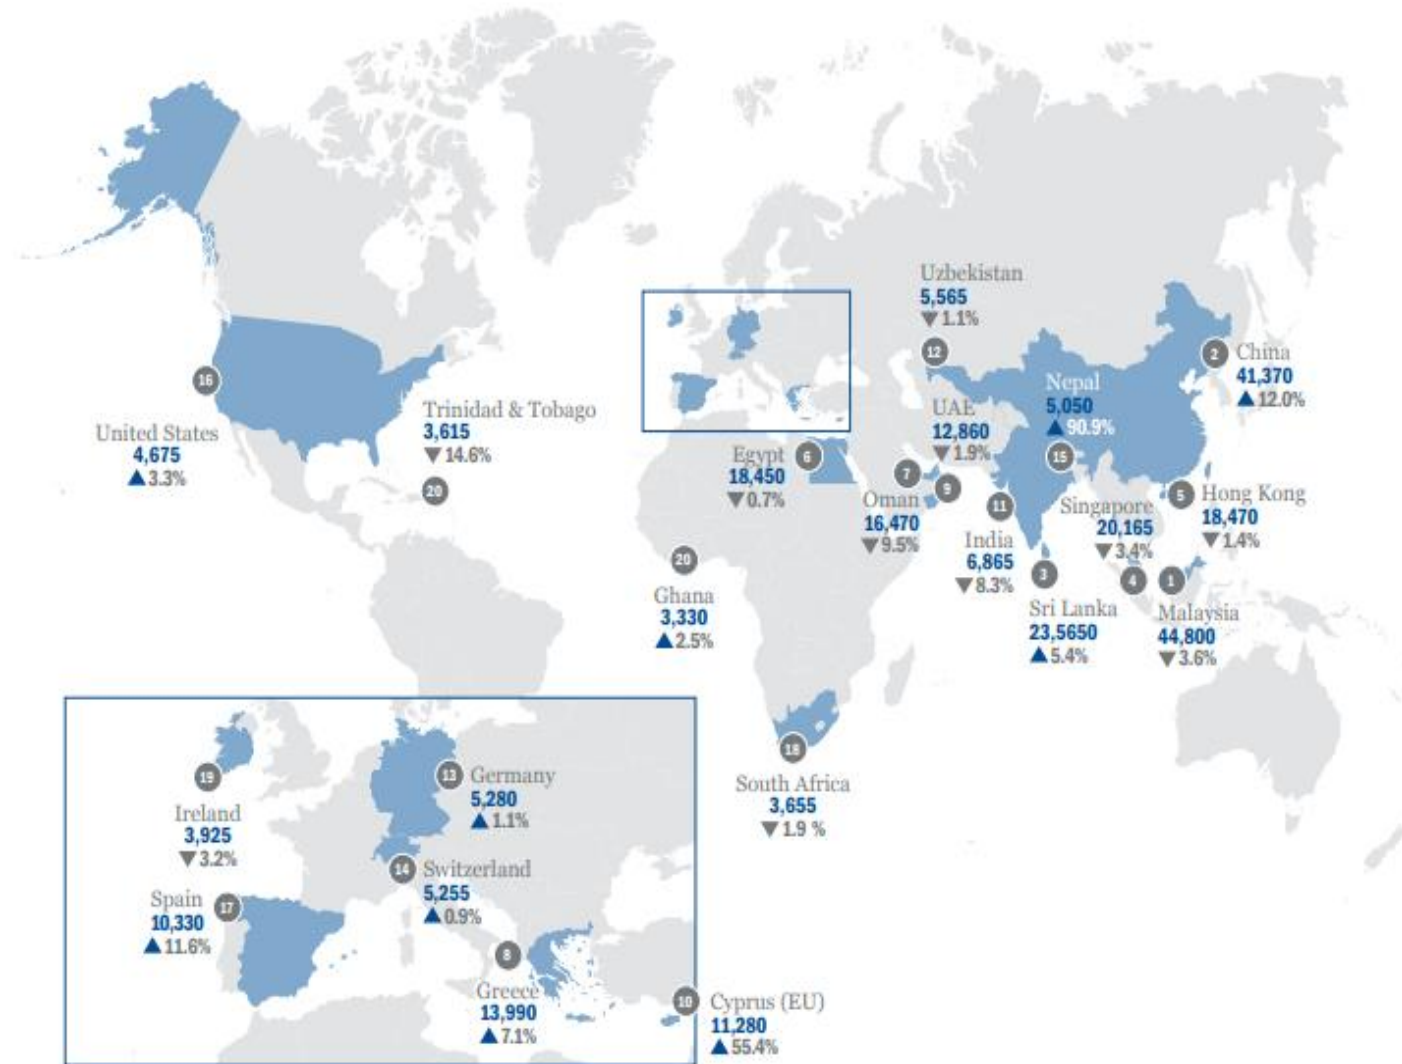 Uzbekistan
5,565
▼ 1.1%
12
2
China
41,370
▲ 12.0%
Nepal
5,050
▲ 90.9%
15
16
United States
4,675
▲ 3.3%
Trinidad & Tobago
3,615
▼ 14.6%
20
UAE
12,860
▼ 1.9%
Egypt
18,450
▼ 0.7%
6
7
9
Oman
16,470
▼ 9.5%
11
India
6,865
▼ 8.3%
Singapore
20,165
▼ 3.4%
4
5
Hong Kong
18,470
▼ 1.4%
3
Sri Lanka
23,5650
▲ 5.4%
1
Malaysia
44,800
▼ 3.6%
20
Ghana
3,330
▲ 2.5%
18
South Africa
3,655
▼ 1.9 %
19
Ireland
3,925
▼ 3.2%
13
Germany
5,280
▲ 1.1%
14
Switzerland
5,255
▲ 0.9%
Spain
10,330
▲ 11.6%
17
8
Greece
13,990
▲ 7.1%
10
Cyprus (EU)
11,280
▲ 55.4%